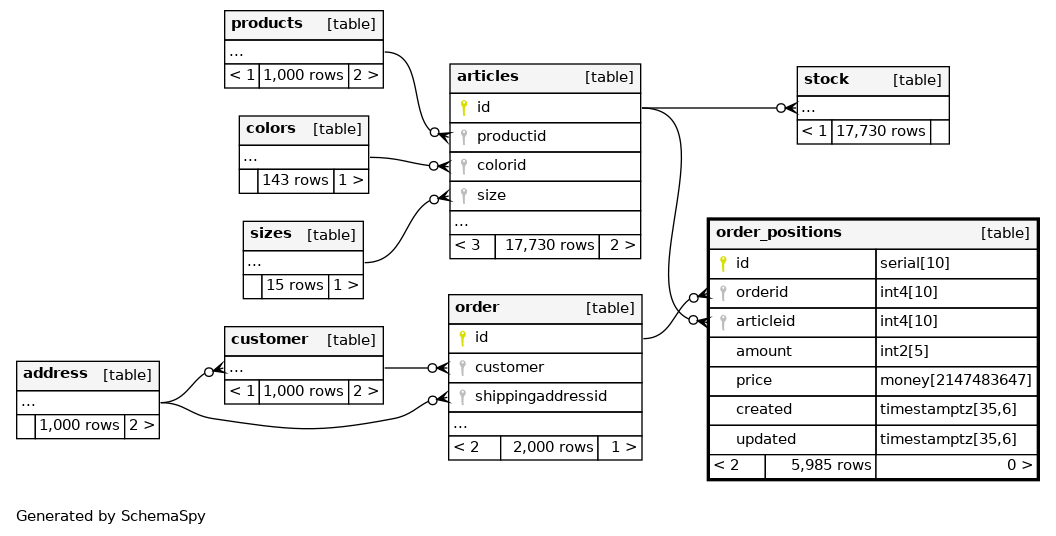 products [table]
...
< 1 1,000 rows 2 >
colors [table]
...
143 rows 1 >
sizes [table]
...
15 rows 1 >
customer [table]
...
< 1 1,000 rows 2 >
address [table]
...
1,000 rows 2 >
articles [table]
id
productid
colorid
size
...
< 3 17,730 rows 2 >
order [table]
id
customer
shippingaddressid
...
< 2 2,000 rows 1 >
stock [table]
...
< 1 17,730 rows
order_positions [table]
id serial[10]
orderid int4[10]
articleid int4[10]
amount int2[5]
price money[2147483647]
created timestamptz[35,6]
updated timestamptz[35,6]
< 2 5,985 rows 0 >
Generated by SchemaSpy